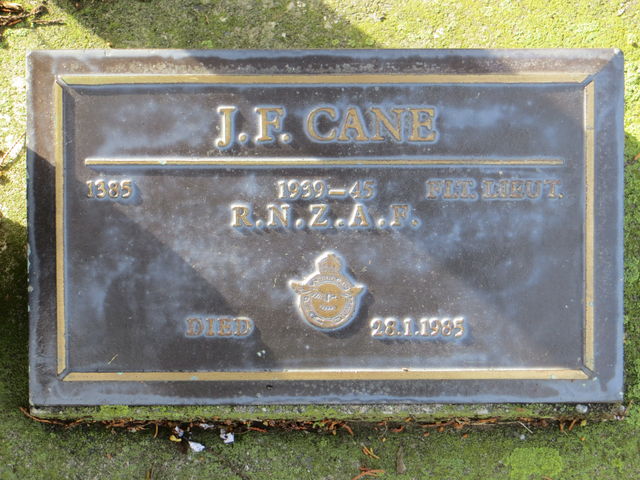 J. F. CANE
1385 1939-45 FLT. LIEUT.
R.N.Z.A.F.
DIED 28.1.1985